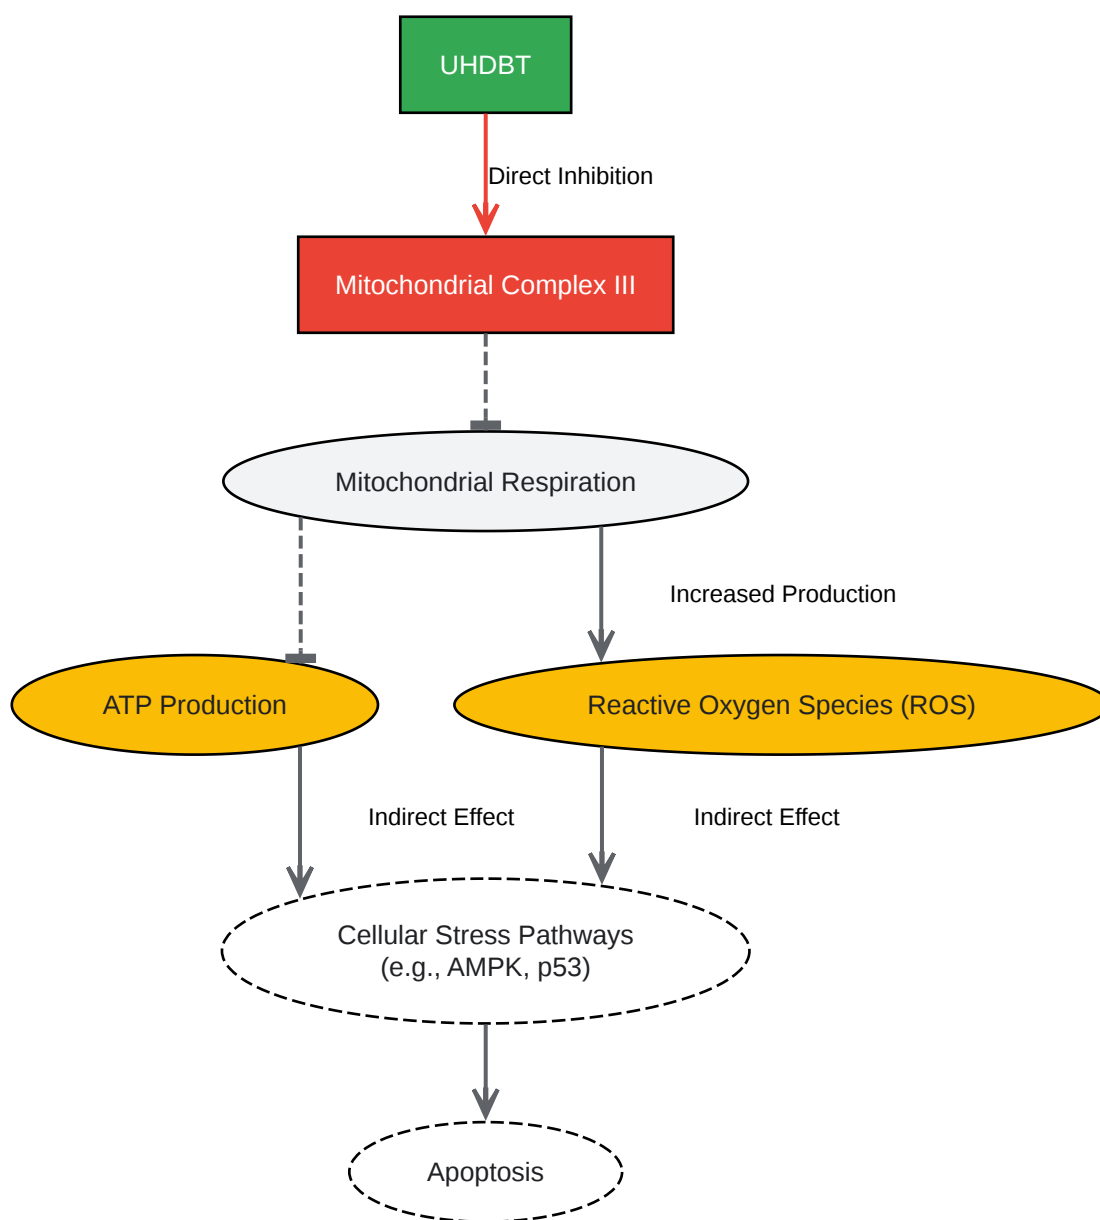 UHDBT
Direct Inhibition
Mitochondrial Complex III
Mitochondrial Respiration
Increased Production
ATP Production
Reactive Oxygen Species (ROS)
Indirect Effect
Indirect Effect
Cellular Stress Pathways
(e.g., AMPK, p53)
Apoptosis